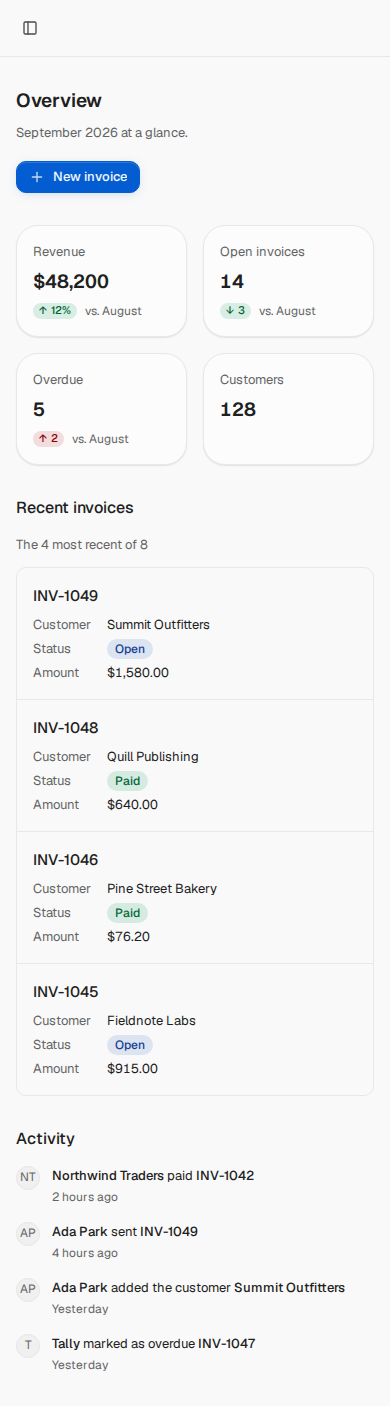 Overview
September 2026 at a glance.
New invoice
Revenue
$48,200
↑ 12% vs. August
Open invoices
14
↓ 3 vs. August
Overdue
5
↑ 2 vs. August
Customers
128
Recent invoices
The 4 most recent of 8
INV-1049
Customer Summit Outfitters
Status Open
Amount $1,580.00
INV-1048
Customer Quill Publishing
Status Paid
Amount $640.00
INV-1046
Customer Pine Street Bakery
Status Paid
Amount $76.20
INV-1045
Customer Fieldnote Labs
Status Open
Amount $915.00
Activity
NT Northwind Traders paid INV-1042
2 hours ago
AP Ada Park sent INV-1049
4 hours ago
AP Ada Park added the customer Summit Outfitters
Yesterday
T Tally marked as overdue INV-1047
Yesterday